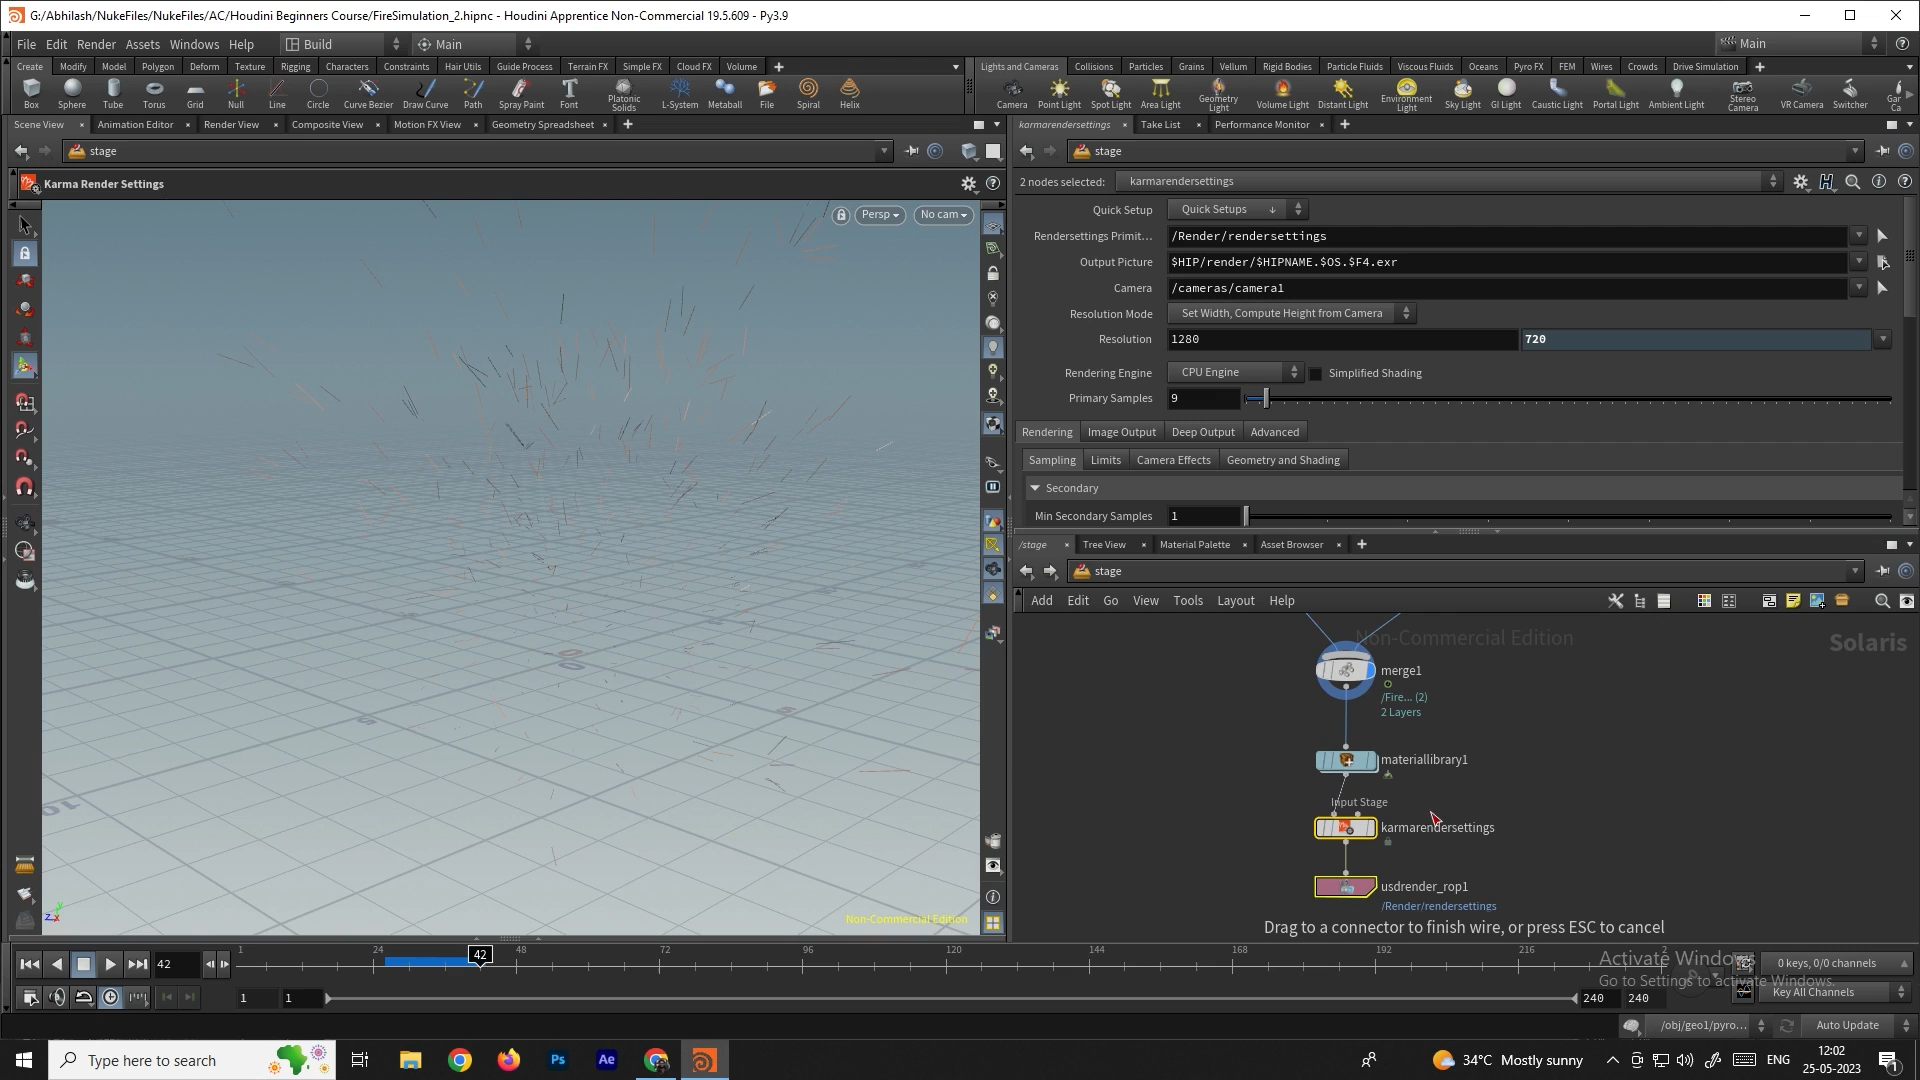 G:/Abhilash/NukeFiles/NukeFiles/AC/Houdini Beginners Course/FireSimulation_2.hipnc - Houdini Apprentice Non-Commercial 19.5.609 - Py3.9
File Edit Render Assets Windows Help Build Main Main
Create Modify Model Polygon Deform Texture Rigging Characters Constraints Hair Utils Guide Process Terrain FX Simple FX Cloud FX Volume
Lights and Cameras Collisions Particles Grains Vellum Rigid Bodies Particle Fluids Viscous Fluids Oceans Pyro FX FEM Wires Crowds Drive Simulation
Box Sphere Tube Torus Grid Null Line Circle Curve Bezier Draw Curve Path Spray Paint Font Platonic Solids L-System Metaball File Spiral Helix
Camera Point Light Spot Light Area Light Geometry Light Volume Light Distant Light Environment Light Sky Light GI Light Caustic Light Portal Light Ambient Light Stereo Camera VR Camera Switcher
Scene View Animation Editor Render View Composite View Motion FX View Geometry Spreadsheet
karmarendersettings Take List Performance Monitor
stage
stage
Karma Render Settings
2 nodes selected: karmarendersettings
Persp No cam
Quick Setup Quick Setups
Rendersettings Primit... /Render/rendersettings
Output Picture $HIP/render/$HIPNAME.$OS.$F4.exr
Camera /cameras/camera1
Resolution Mode Set Width, Compute Height from Camera
Resolution 1280 720
Rendering Engine CPU Engine Simplified Shading
Primary Samples 9
Rendering Image Output Deep Output Advanced
Sampling Limits Camera Effects Geometry and Shading
Secondary
Min Secondary Samples 1
/stage Tree View Material Palette Asset Browser
stage
Add Edit Go View Tools Layout Help
Non-Commercial Edition
Solaris
merge1
/Fire... (2)
2 Layers
materiallibrary1
Input Stage
karmarendersettings
usdrender_rop1
/Render/rendersettings
Drag to a connector to finish wire, or press ESC to cancel
Non-Commercial Edition
42 1 24 42 48 72 96 120 144 168 192 216 2
Activate Windows
Go to Settings to activate Windows.
0 keys, 0/0 channels
Key All Channels
1 1 240 240
/obj/geo1/pyro... Auto Update
Type here to search
Ps Ae
34°C Mostly sunny
ENG
12:02
25-05-2023
1